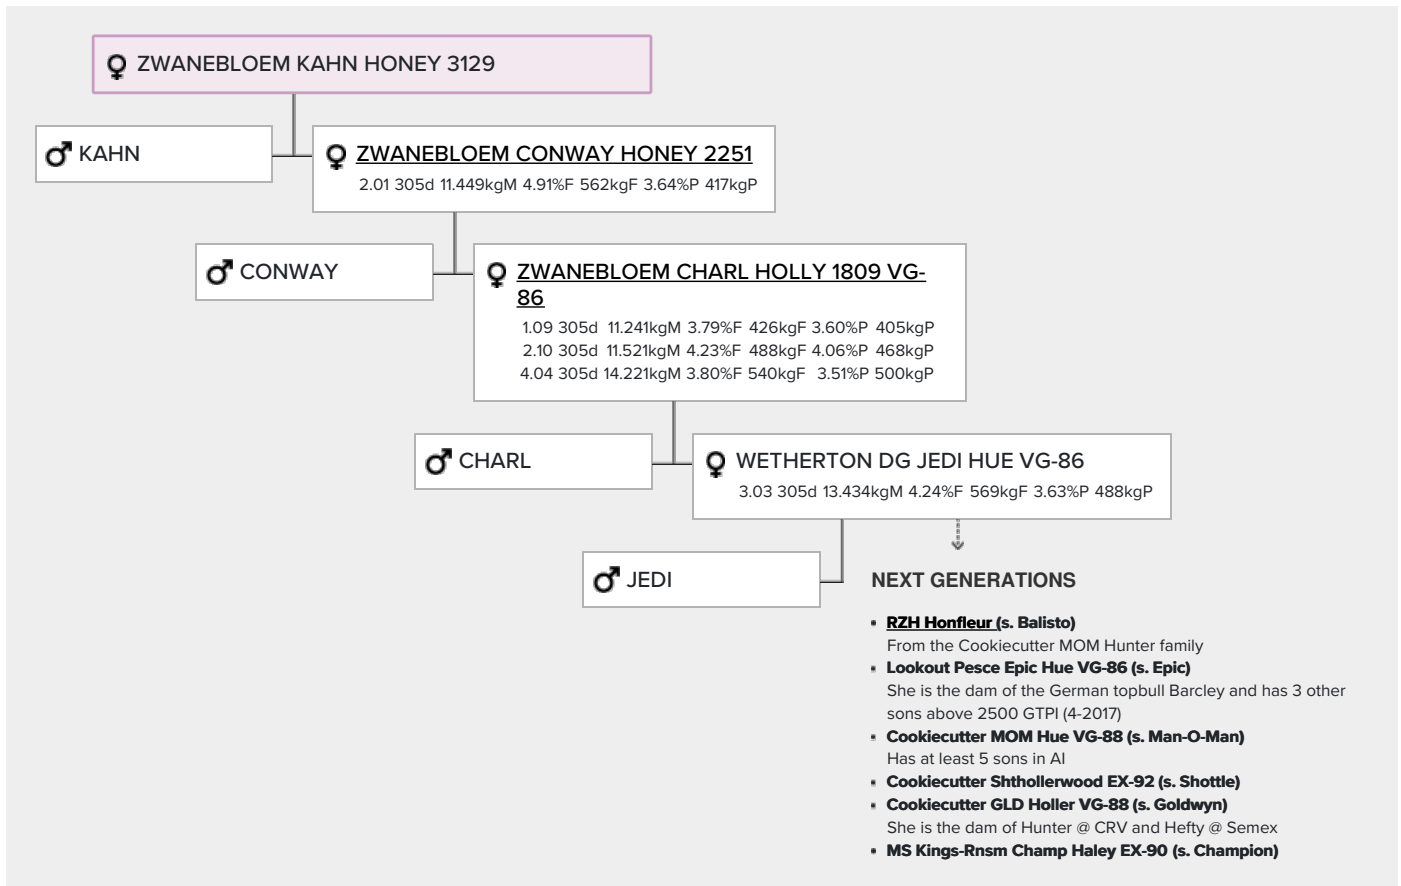 ZWANEBLOEM KAHN HONEY 3129
KAHN
ZWANEBLOEM CONWAY HONEY 2251
2.01 305d 11.449kgM 4.91%F 562kgF 3.64%P 417kgP
CONWAY
ZWANEBLOEM CHARL HOLLY 1809 VG-
86
1.09 305d 11.241kgM 3.79%F 426kgF 3.60%P 405kgP
2.10 305d 11.521kgM 4.23%F 488kgF 4.06%P 468kgP
4.04 305d 14.221kgM 3.80%F 540kgF 3.51%P 500kgP
CHARL
WETHERTON DG JEDI HUE VG-86
3.03 305d 13.434kgM 4.24%F 569kgF 3.63%P 488kgP
JEDI
NEXT GENERATIONS
▪ RZH Honfleur (s. Balisto)
From the Cookiecutter MOM Hunter family
▪ Lookout Pesce Epic Hue VG-86 (s. Epic)
She is the dam of the German topbull Barcley and has 3 other
sons above 2500 GTPI (4-2017)
▪ Cookiecutter MOM Hue VG-88 (s. Man-O-Man)
Has at least 5 sons in AI
▪ Cookiecutter Shthollerwood EX-92 (s. Shottle)
▪ Cookiecutter GLD Holler VG-88 (s. Goldwyn)
She is the dam of Hunter @ CRV and Hefty @ Semex
▪ MS Kings-Rnsm Champ Haley EX-90 (s. Champion)